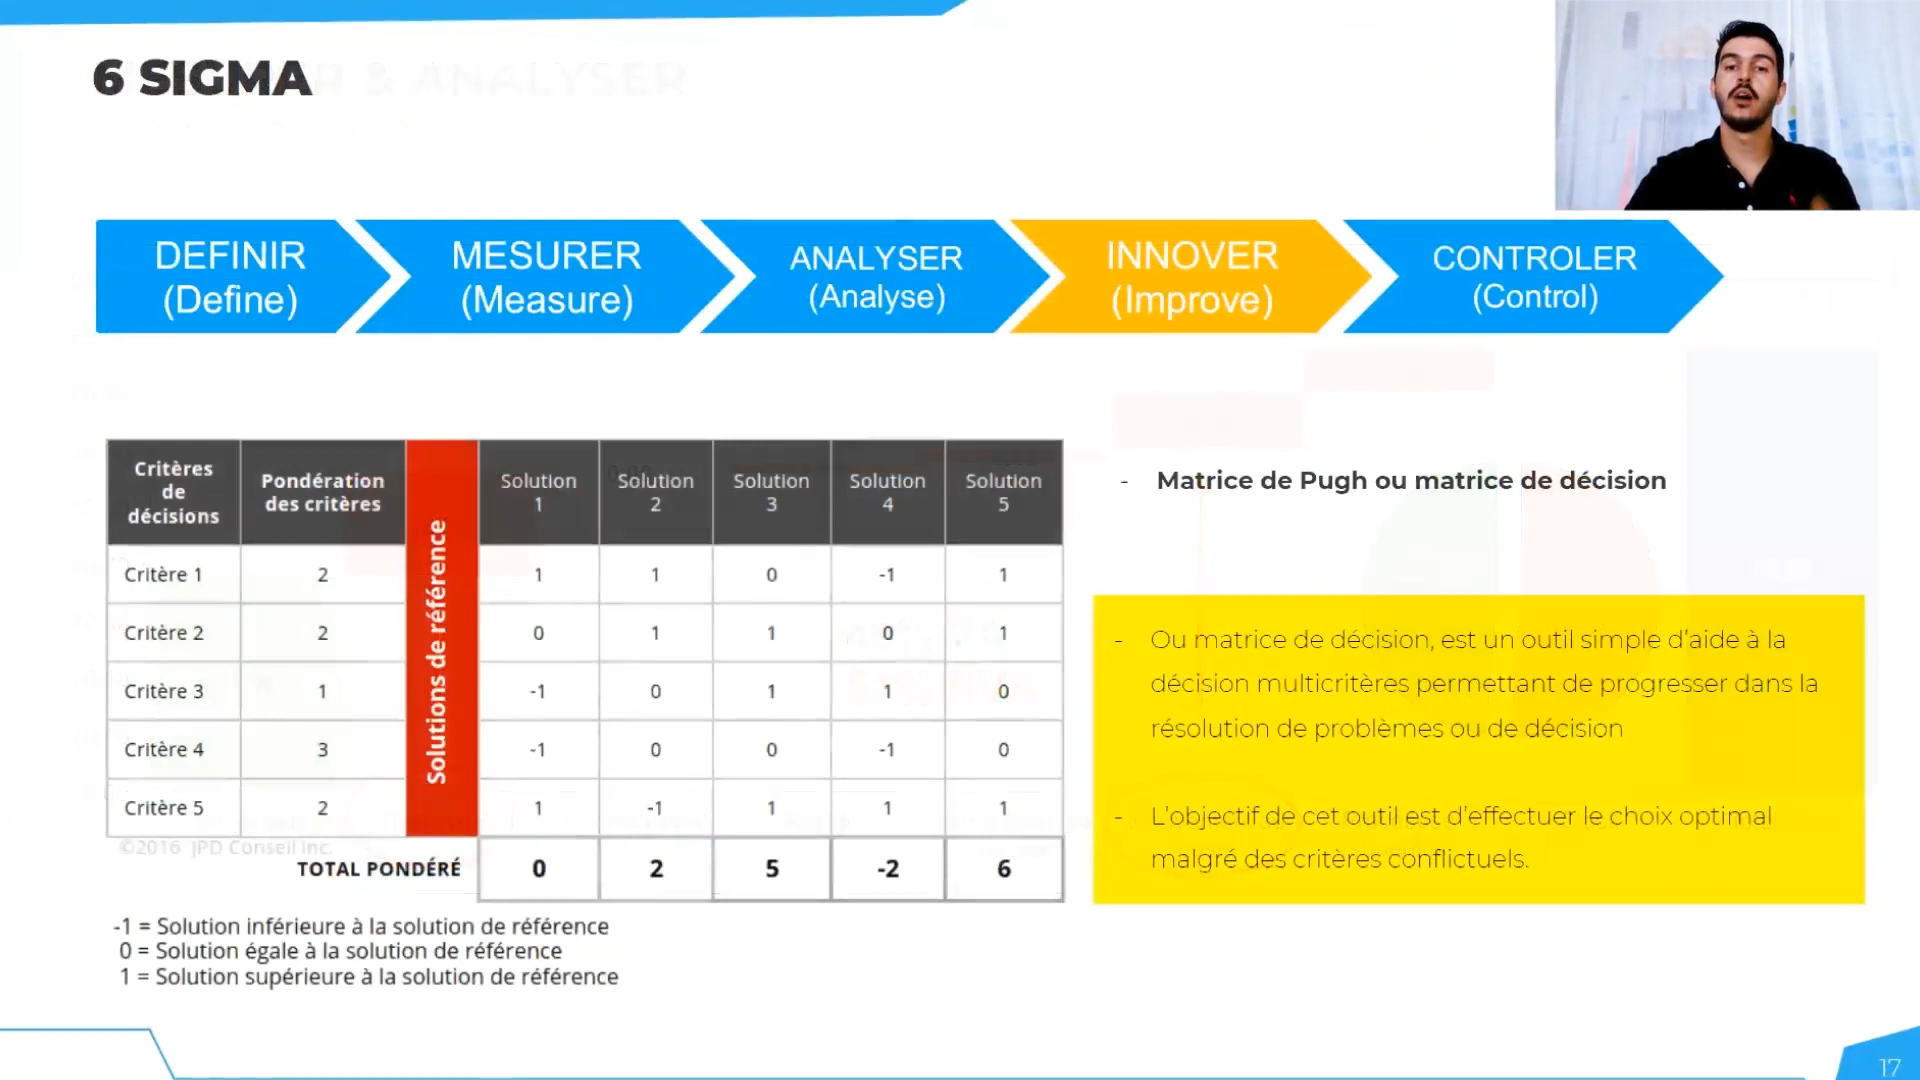 6 SIGMA
DEFINIR
(Define)
MESURER
(Measure)
ANALYSER
(Analyse)
INNOVER
(Improve)
CONTROLER
(Control)
Critères de décisions Pondération des critères Solutions de référence Solution 1 Solution 2 Solution 3 Solution 4 Solution 5
Critère 1 2 1 1 0 -1 1
Critère 2 2 0 1 1 0 1
Critère 3 1 -1 0 1 1 0
Critère 4 3 -1 0 0 -1 0
Critère 5 2 1 -1 1 1 1
©2016 JPD Conseil Inc.
TOTAL PONDÉRÉ 0 2 5 -2 6
-1 = Solution inférieure à la solution de référence
0 = Solution égale à la solution de référence
1 = Solution supérieure à la solution de référence
- Matrice de Pugh ou matrice de décision
- Ou matrice de décision, est un outil simple d'aide à la
décision multicritères permettant de progresser dans la
résolution de problèmes ou de décision
- L'objectif de cet outil est d'effectuer le choix optimal
malgré des critères conflictuels.
17